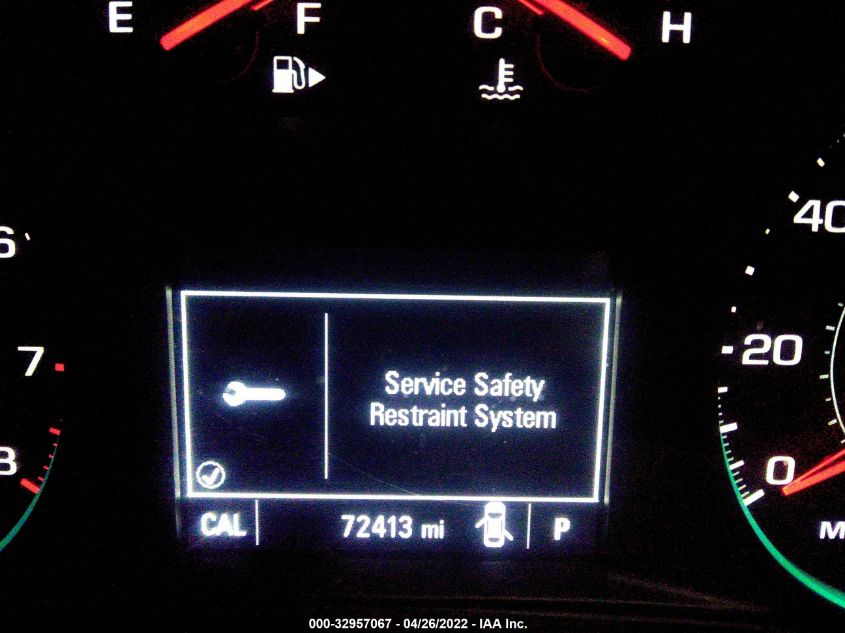 E F C H
6
7
8
40
20
0
Service Safety
Restraint System
CAL 72413 mi P
000-32957067 - 04/26/2022 - IAA Inc.